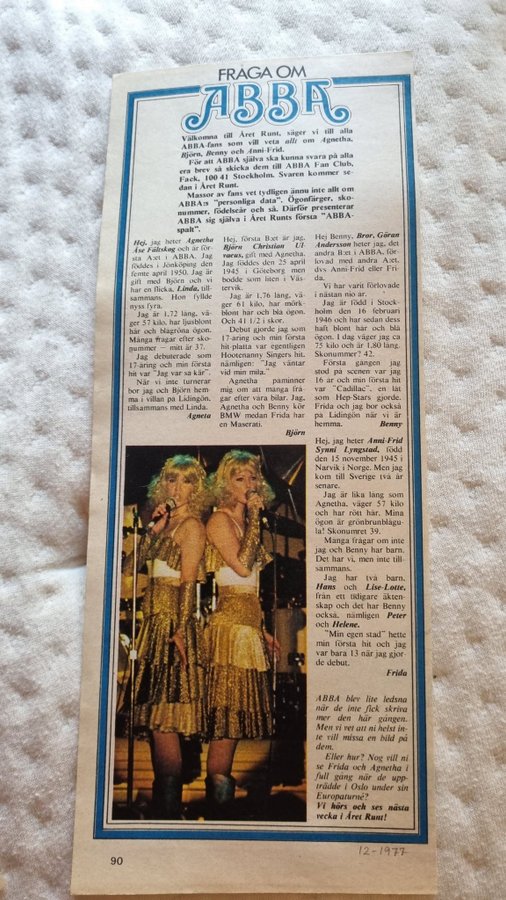 FRÅGA OM
ABBA
Välkomna till Året Runt, säger vi till alla
ABBA-fans som vill veta allt om Agnetha,
Björn, Benny och Anni-Frid.
För att ABBA själva ska kunna svara på alla
era brev så skicka dem till ABBA Fan Club,
Fack, 100 41 Stockholm. Svaren kommer se-
dan i Året Runt.
Massor av fans vet tydligen ännu inte allt om
ABBA:s "personliga data". Ögonfärger, sko-
nummer, födelseår och så. Därför presenterar
ABBA sig själva i Året Runts första "ABBA-
spalt".
Hej, jag heter Agnetha
Åse Fältskog och är förs-
ta A:et i ABBA. Jag
föddes i Jönköping den
femte april 1950. Jag är
gift med Björn och vi
har en flicka, Linda, till-
sammans. Hon fyllde
nyss fyra.
Jag är 1.72 lång, vä-
ger 57 kilo, har ljusblont
hår och blågröna ögon.
Många frågar efter sko-
nummer — mitt är 37.
Jag debuterade som
17-åring och min första
hit var "Jag var så kär".
När vi inte turnerar
bor jag och Björn hem-
ma i villan på Lidingön,
tillsammans med Linda.
Agneta
Hej, första B:et är jag,
Björn Christian Ul-
vaeus, gift med Agnetha.
Jag föddes den 25 april
1945 i Göteborg men
bodde som liten i Väs-
tervik.
Jag är 1.76 lång, vä-
ger 61 kilo, har mörk-
blont hår och blå ögon.
Och 41 1/2 i skor.
Debut gjorde jag som
17-åring och min första
hit-platta var egentligen
Hootenanny Singers hit,
nämligen: "Jag väntar
vid min mila."
Agnetha påminner
mig om att många frå-
gar efter våra bilar. Jag,
Agnetha och Benny kör
BMW medan Frida har
en Maserati.
Björn
Hej Benny, Bror, Göran
Andersson heter jag, det
andra B:et i ABBA, för-
lovad med andra A:et,
dvs Anni-Frid eller Fri-
da.
Vi har varit förlovade
i nästan nio år.
Jag är född i Stock-
holm den 16 februari
1946 och har sedan dess
haft blont hår och blå
ögon. I dag väger jag ca
75 kilo och är 1,80 lång.
Skonummer? 42.
Första gången jag
stod på scenen var jag
16 år och min första hit
var "Cadillac", en låt
som Hep-Stars gjorde.
Frida och jag bor också
på Lidingön när vi är
hemma.
Benny
Hej, jag heter Anni-Frid
Synni Lyngstad, född
den 15 november 1945 i
Narvik i Norge. Men jag
kom till Sverige två år
senare.
Jag är lika lång som
Agnetha, väger 57 kilo
och har rött hår. Mina
ögon är grönbrunblågu-
la! Skonumret 39.
Många frågar om inte
jag och Benny har barn.
Det har vi, men inte till-
sammans.
Jag har två barn,
Hans och Lise-Lotte,
från ett tidigare äkten-
skap och det har Benny
också, nämligen Peter
och Helene.
"Min egen stad" hette
min första hit och jag
var bara 13 när jag gjor-
de debut.
Frida
ABBA blev lite ledsna
när de inte fick skriva
mer den här gången.
Men vi vet att ni helst in-
te vill missa en bild på
dem.
Eller hur? Nog vill ni
se Frida och Agnetha i
full gång när de upp-
trädde i Oslo under sin
Europaturné?
Vi hörs och ses nästa
vecka i Året Runt!
90
12-1977